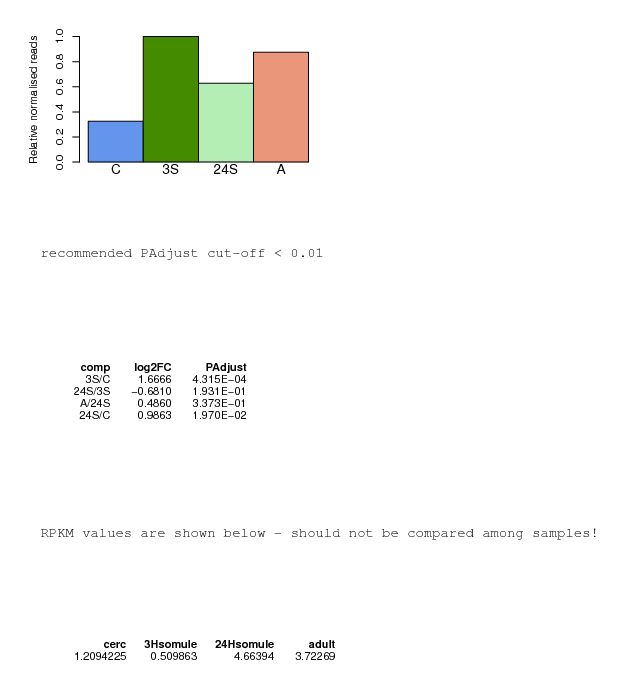 Relative normalised reads
1.0
0.8
0.6
0.4
0.2
0.0
C 3S 24S A
recommended PAdjust cut-off < 0.01
comp log2FC PAdjust
3S/C 1.6666 4.315E-04
24S/3S -0.6810 1.931E-01
A/24S 0.4860 3.373E-01
24S/C 0.9863 1.970E-02
RPKM values are shown below - should not be compared among samples!
cerc 3Hsomule 24Hsomule adult
1.2094225 0.509863 4.66394 3.72269